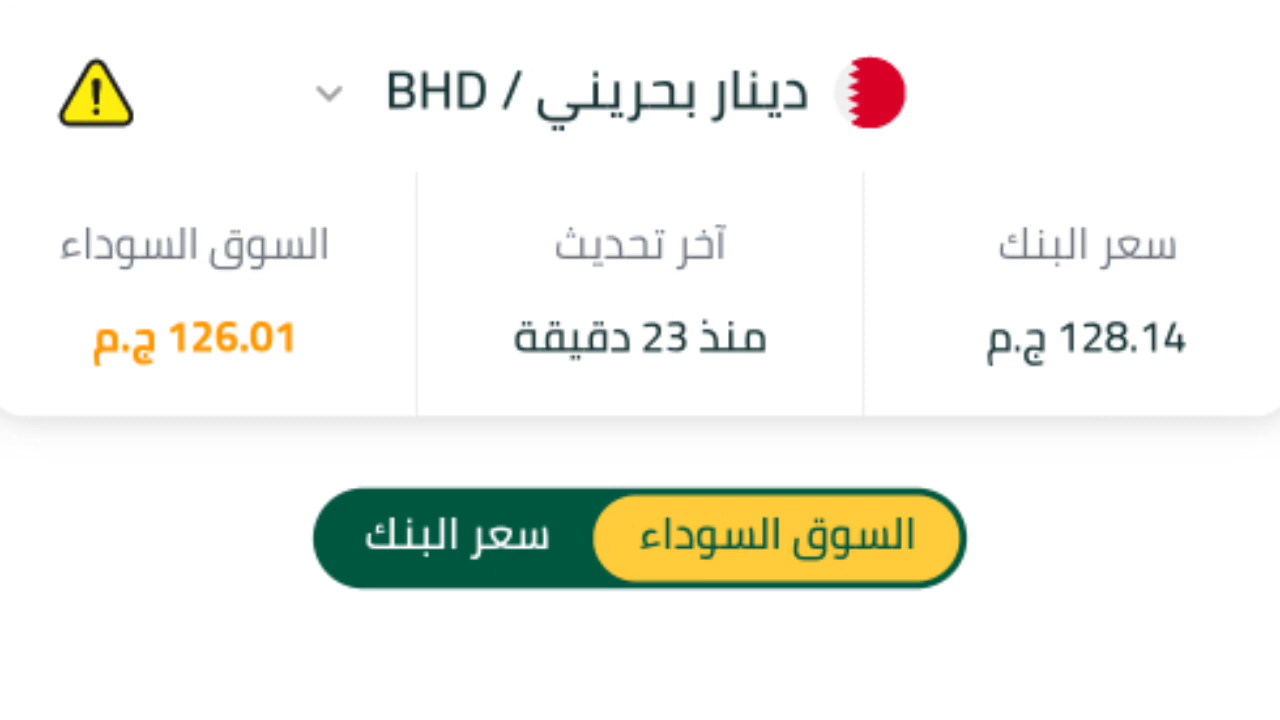 دينار بحريني / BHD
سعر البنك
آخر تحديث
السوق السوداء
128.14 ج.م
منذ 23 دقيقة
126.01 ج.م
السوق السوداء
سعر البنك